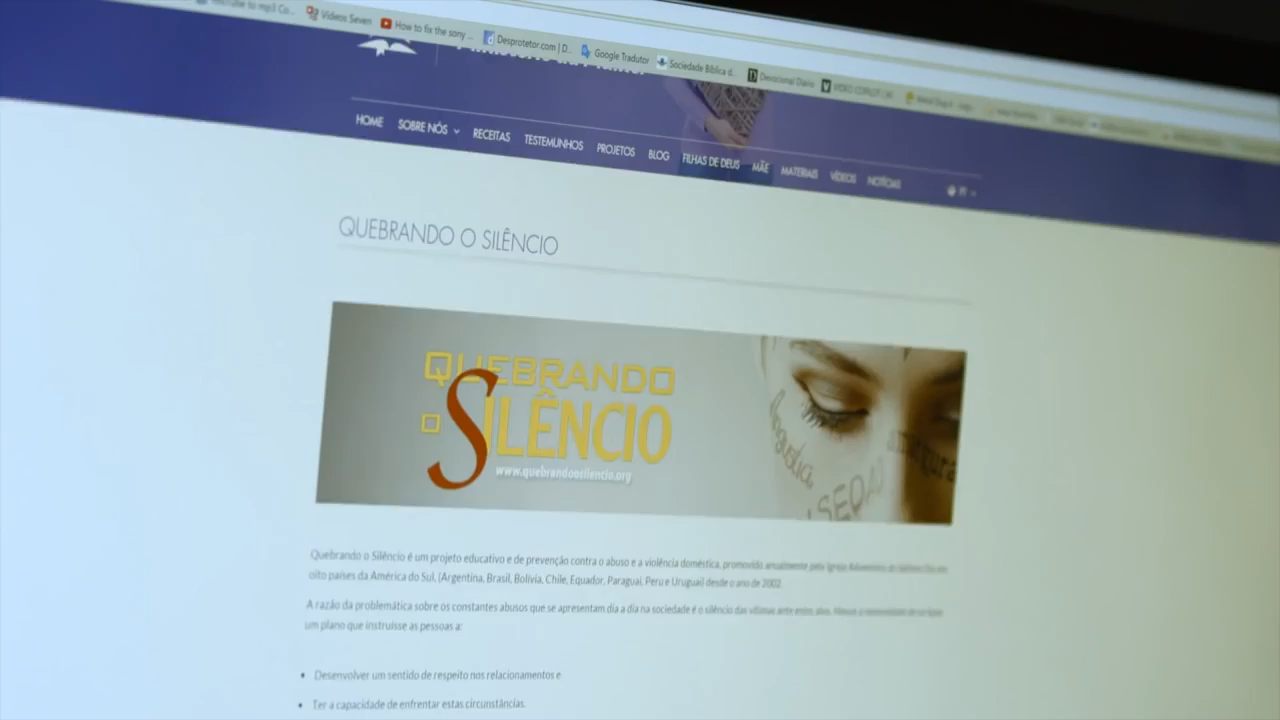 Videos Seven
How to fix the sony ...
Desprotetor.com | D...
Google Tradutor
Sociedade Bíblica d...
Devocional Diário
HOME SOBRE NÓS RECEITAS TESTEMUNHOS PROJETOS BLOG FILHAS DE DEUS MÃE MATERIAIS VÍDEOS NOTÍCIAS
QUEBRANDO O SILÊNCIO
QUEBRANDO
O SILÊNCIO
www.quebrandoosilencio.org
Angustia,
Quebrando o Silêncio é um projeto educativo e de prevenção contra o abuso e a violência doméstica, promovido anualmente pela Igreja Adventista do Sétimo Dia em
oito países da América do Sul, (Argentina, Brasil, Bolívia, Chile, Equador, Paraguai, Peru e Uruguai) desde o ano de 2002.
A razão da problemática sobre os constantes abusos que se apresentam dia a dia na sociedade é o silêncio das vítimas ante estes atos.
um plano que instruísse as pessoas a:
• Desenvolver um sentido de respeito nos relacionamentos e
• Ter a capacidade de enfrentar estas circunstâncias.